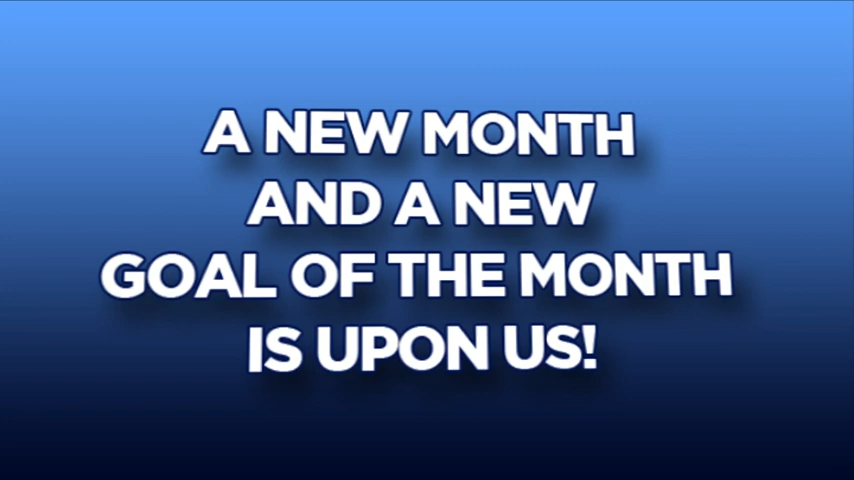 A NEW MONTH
AND A NEW
GOAL OF THE MONTH
IS UPON US!